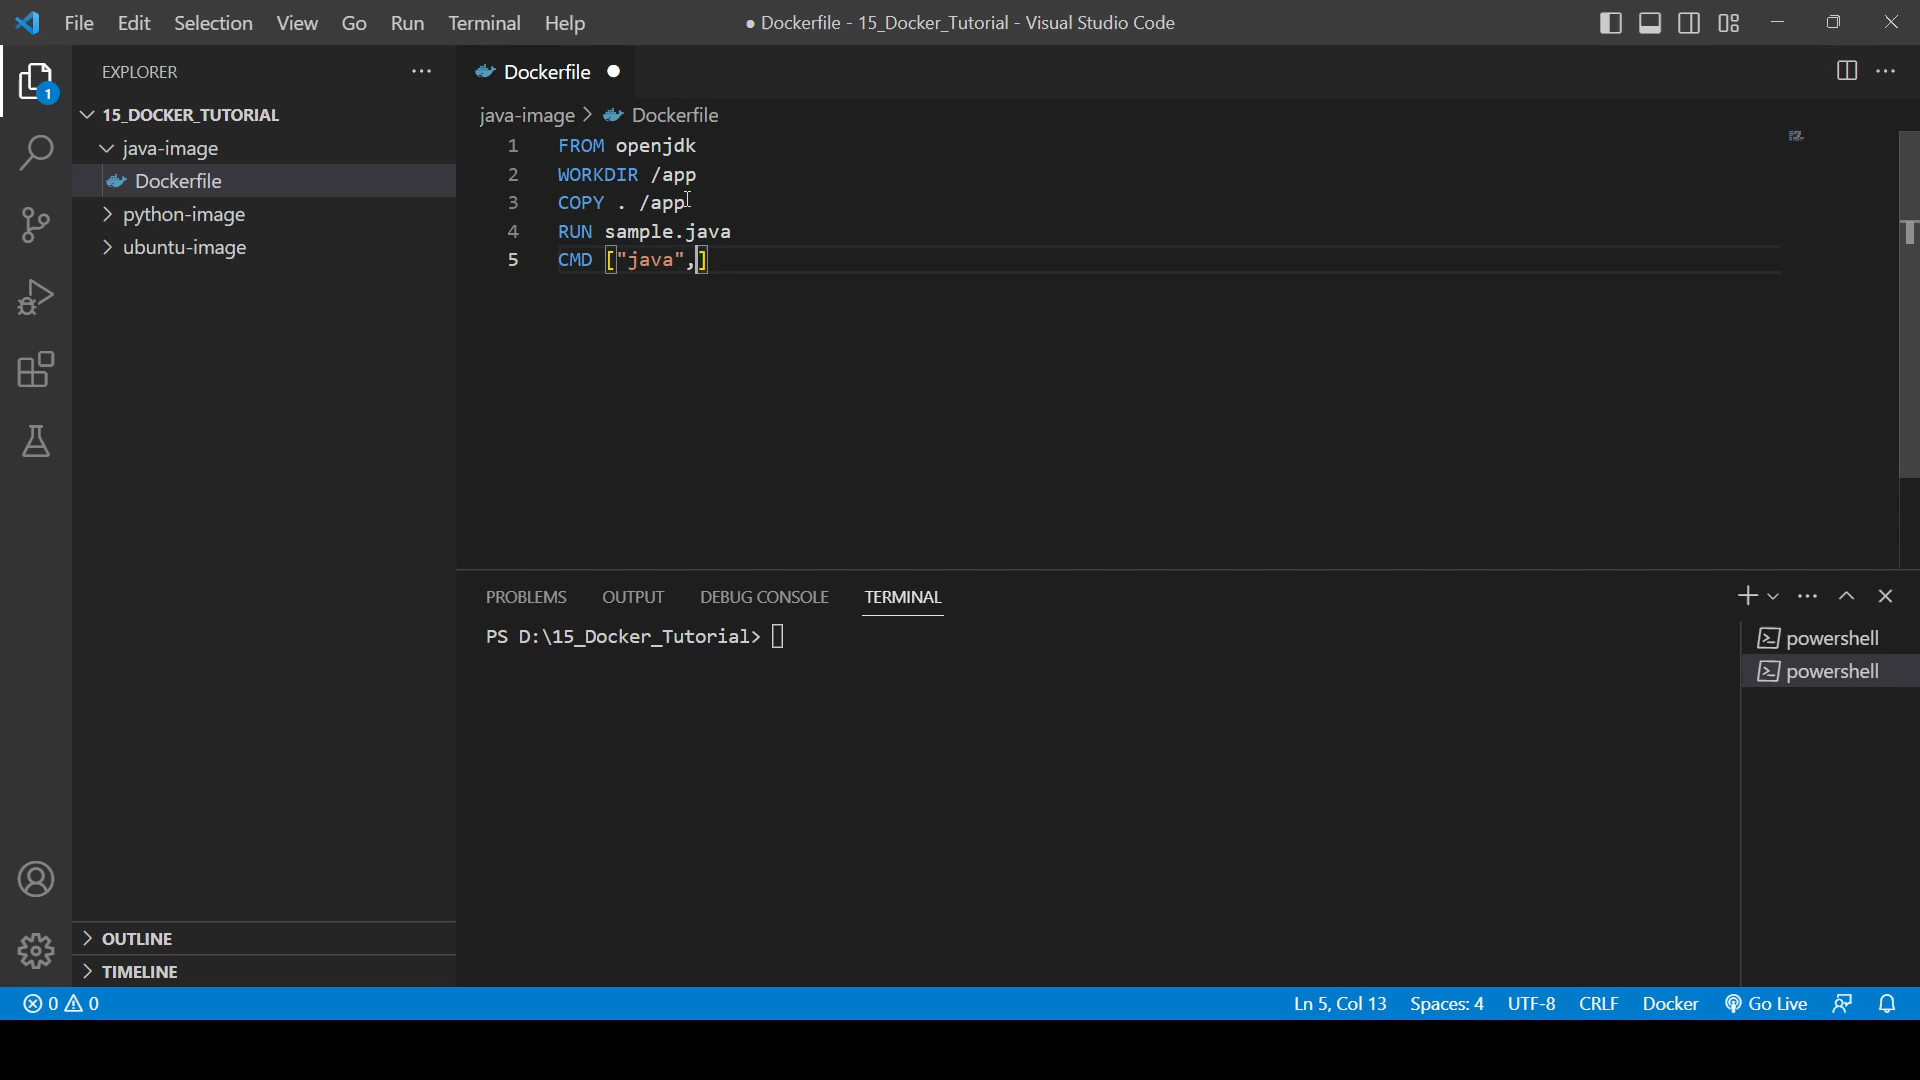 File Edit Selection View Go Run Terminal Help
● Dockerfile - 15_Docker_Tutorial - Visual Studio Code
EXPLORER
1
15_DOCKER_TUTORIAL
java-image
Dockerfile
python-image
ubuntu-image
OUTLINE
TIMELINE
Dockerfile
java-image > Dockerfile
1 FROM openjdk
2 WORKDIR /app
3 COPY . /app
4 RUN sample.java
5 CMD ["java",]
PROBLEMS OUTPUT DEBUG CONSOLE TERMINAL
PS D:\15_Docker_Tutorial>
powershell
powershell
0 0
Ln 5, Col 13 Spaces: 4 UTF-8 CRLF Docker Go Live